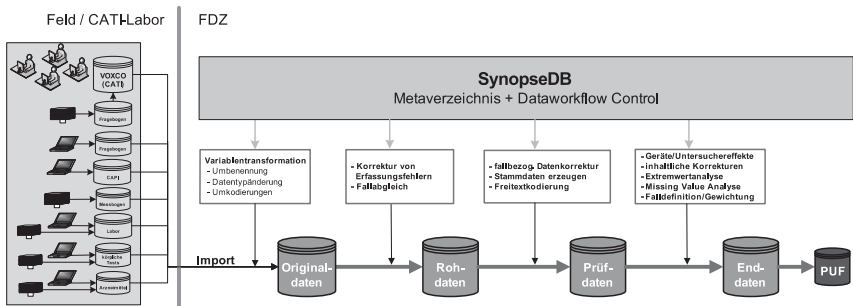 Feld / CATI-Labor
FDZ
VOXCO
(CATI)
Fragebogen
Fragebogen
CAPI
Messbogen
Labor
körpliche
Tests
Arzneimittel
SynopseDB
Metaverzeichnis + Dataworkflow Control
Variablentransformation
- Umbenennung
- Datentypänderung
- Umkodierungen
- Korrektur von
Erfassungsfehlern
- Fallabgleich
- fallbezog. Datenkorrektur
- Stammdaten erzeugen
- Freitextkodierung
- Geräte/Untersuchereffekte
- inhaltliche Korrekturen
- Extremwertanalyse
- Missing Value Analyse
- Falldefinition/Gewichtung
Import
Original-
daten
Roh-
daten
Prüf-
daten
End-
daten
PUF